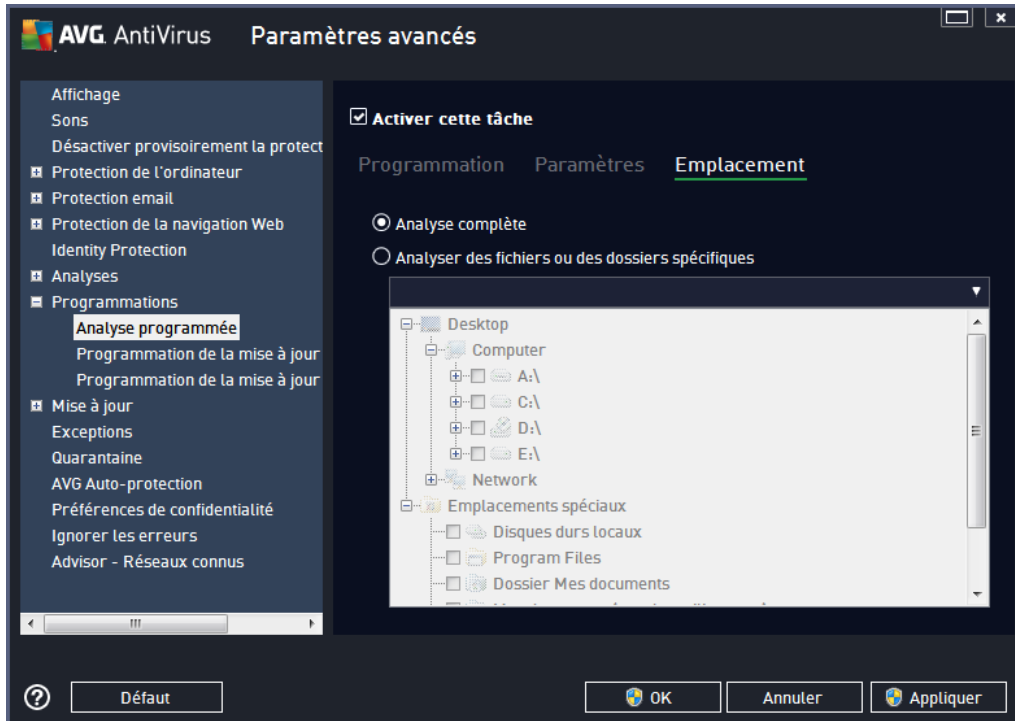 AVG. AntiVirus Paramètres avancés
Affichage
Sons
Désactiver provisoirement la protect
Protection de l'ordinateur
Protection email
Protection de la navigation Web
Identity Protection
Analyses
Programmations
Analyse programmée
Programmation de la mise à jour
Programmation de la mise à jour
Mise à jour
Exceptions
Quarantaine
AVG Auto-protection
Préférences de confidentialité
Ignorer les erreurs
Advisor - Réseaux connus
Activer cette tâche
Programmation Paramètres Emplacement
Analyse complète
Analyser des fichiers ou des dossiers spécifiques
Desktop
Computer
A:\
C:\
D:\
E:\
Network
Emplacements spéciaux
Disques durs locaux
Program Files
Dossier Mes documents
Défaut OK Annuler Appliquer